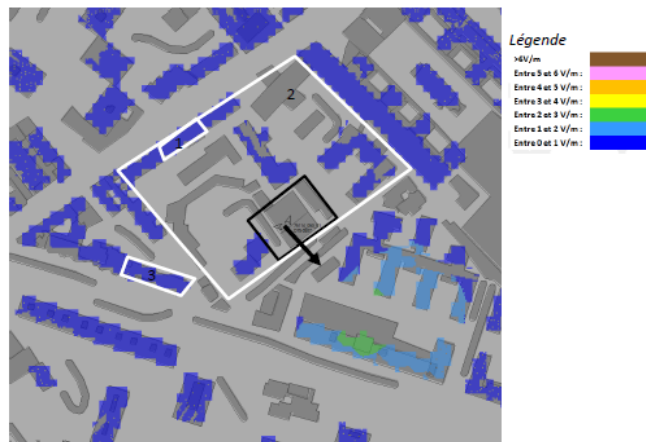 Légende
>6V/m
Entre 5 et 6 V/m :
Entre 4 et 5 V/m :
Entre 3 et 4 V/m :
Entre 2 et 3 V/m :
Entre 1 et 2 V/m :
Entre 0 et 1 V/m :
2
1
3